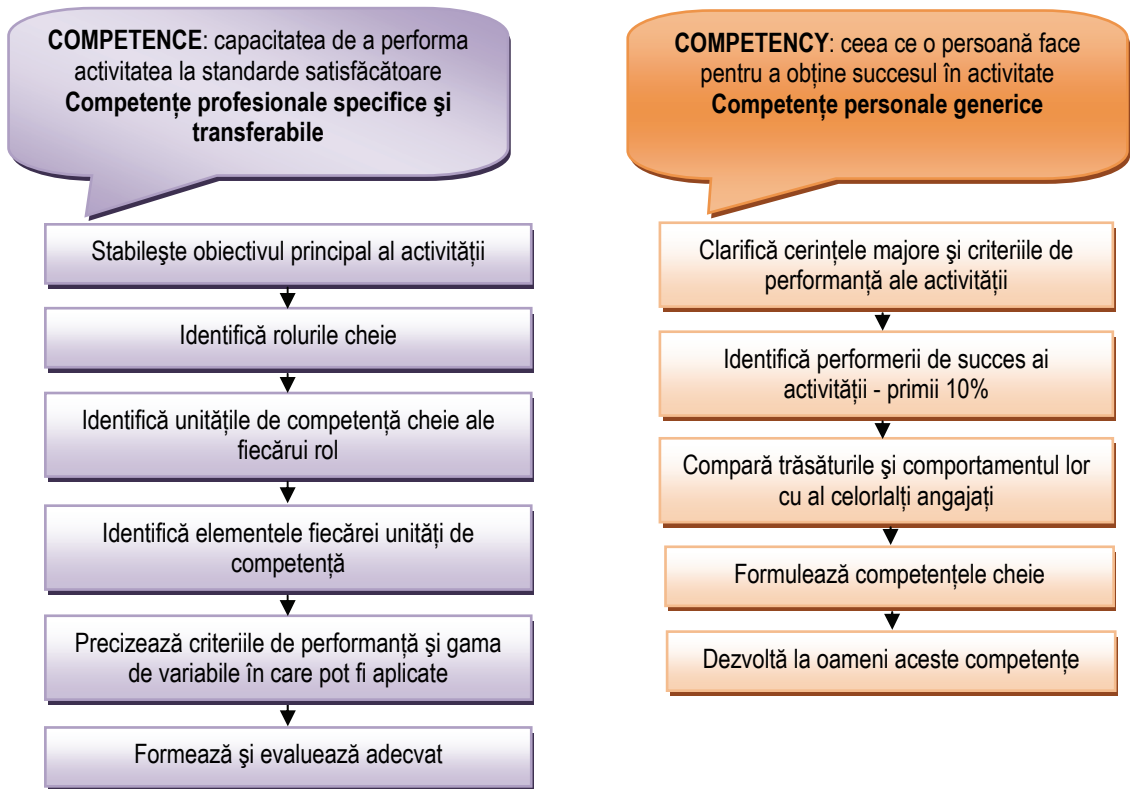 COMPETENCE: capacitatea de a performa
activitatea la standarde satisfăcătoare
Competențe profesionale specifice şi
transferabile
Stabileşte obiectivul principal al activității
Identifică rolurile cheie
Identifică unitățile de competență cheie ale
fiecărui rol
Identifică elementele fiecărei unități de
competență
Precizează criteriile de performanță şi gama
de variabile în care pot fi aplicate
Formează şi evaluează adecvat
COMPETENCY: ceea ce o persoană face
pentru a obține succesul în activitate
Competențe personale generice
Clarifică cerințele majore şi criteriile de
performanță ale activității
Identifică performerii de succes ai
activității - primii 10%
Compară trăsăturile şi comportamentul lor
cu al celorlalți angajați
Formulează competențele cheie
Dezvoltă la oameni aceste competențe